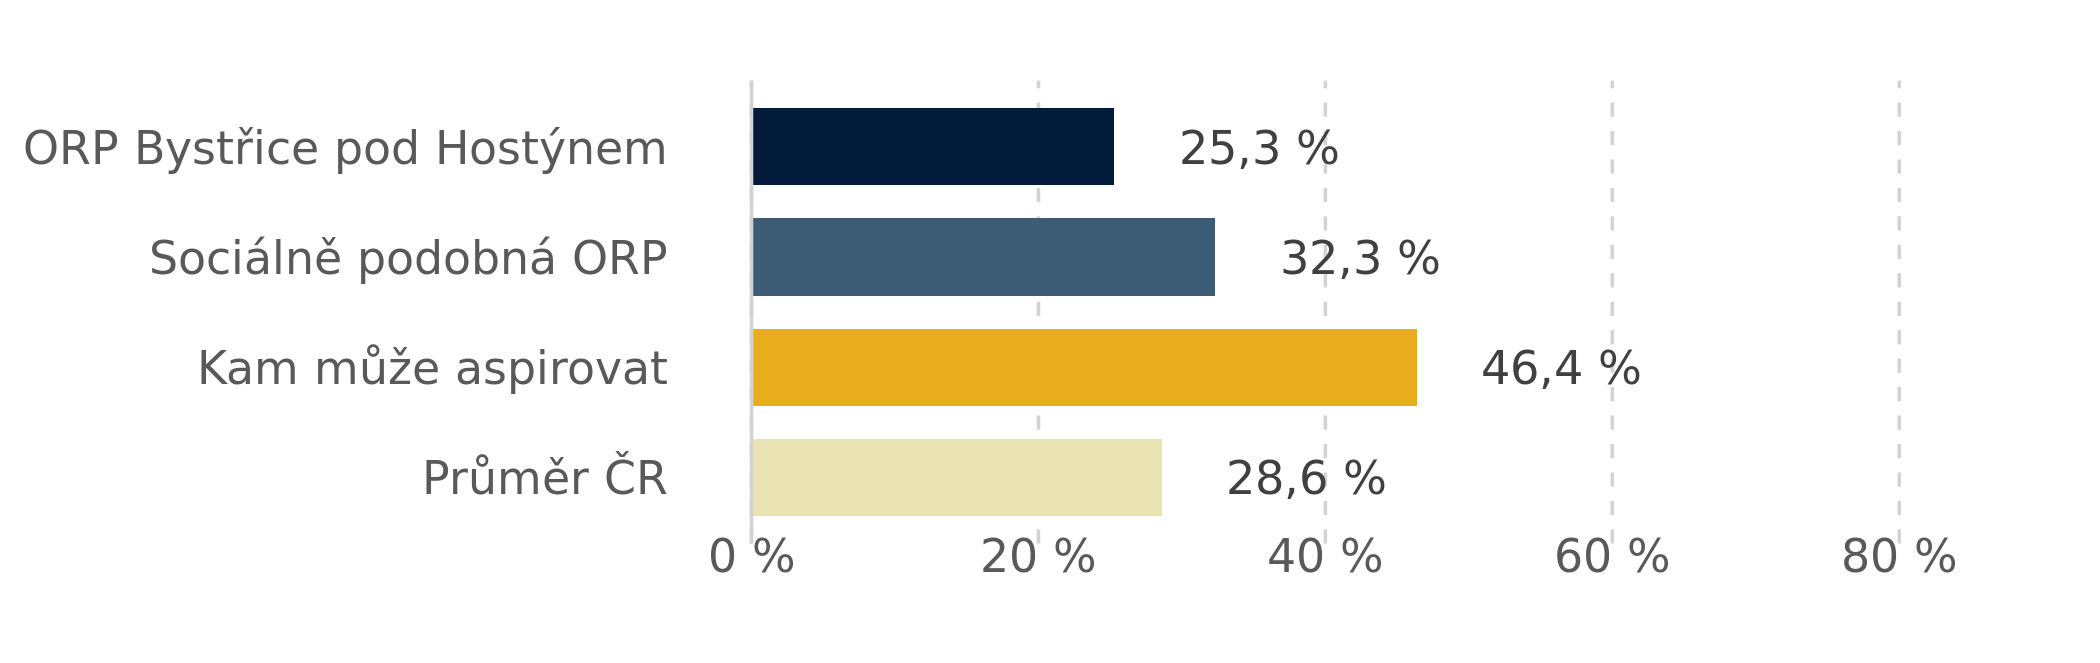 ORP Bystřice pod Hostýnem 25,3 %
Sociálně podobná ORP 32,3 %
Kam může aspirovat 46,4 %
Průměr ČR 28,6 %
0 % 20 % 40 % 60 % 80 %